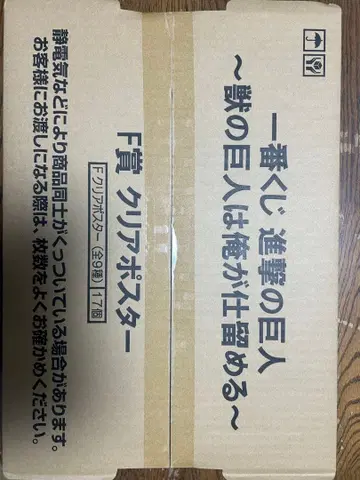 一番くじ 進撃の巨人
～獣の巨人は俺が仕留める～
F賞 クリアポスター
Fクリアポスター(全9種) 17個
静電気などにより商品同士がくっついている場合があります。
お客様にお渡しになる際は、枚数をよくお確かめください。